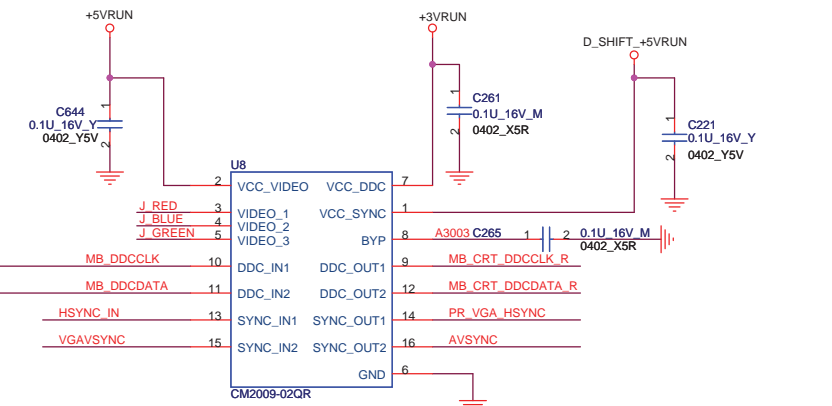 +5VRUN
+3VRUN
D_SHIFT_+5VRUN
1
C644
0.1U_16V_Y
0402_Y5V
2
1
C261
0.1U_16V_M
0402_X5R
2
1
C221
0.1U_16V_Y
0402_Y5V
2
U8
2 VCC_VIDEO VCC_DDC 7
J_RED 3 VIDEO_1 VCC_SYNC 1
J_BLUE 4 VIDEO_2
J_GREEN 5 VIDEO_3 BYP 8 A3003 C265 1 2 0.1U_16V_M
0402_X5R
MB_DDCCLK 10 DDC_IN1 DDC_OUT1 9 MB_CRT_DDCCLK_R
MB_DDCDATA 11 DDC_IN2 DDC_OUT2 12 MB_CRT_DDCDATA_R
HSYNC_IN 13 SYNC_IN1 SYNC_OUT1 14 PR_VGA_HSYNC
VGAVSYNC 15 SYNC_IN2 SYNC_OUT2 16 AVSYNC
GND 6
CM2009-02QR